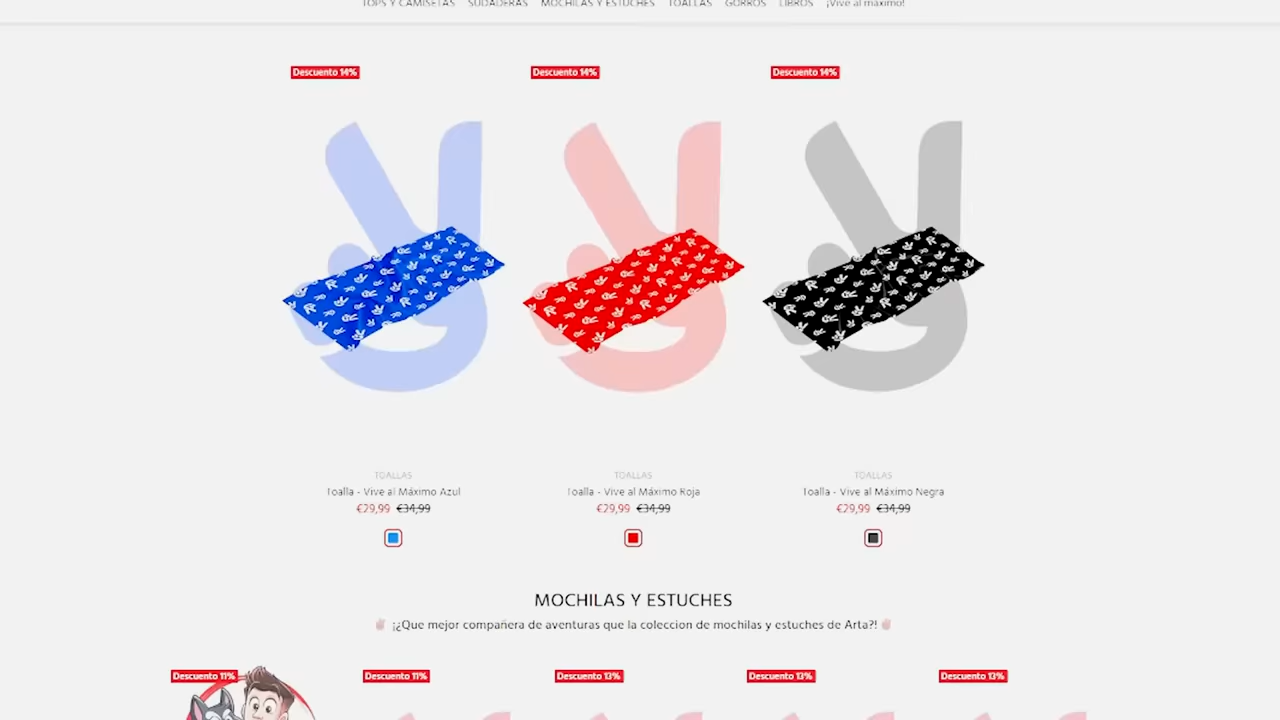 TOPS Y CAMISETAS SUDADERAS MOCHILAS Y ESTUCHES TOALLAS GORROS LIBROS ¡Vive al máximo!
Descuento 14% Descuento 14% Descuento 14%
TOALLAS TOALLAS TOALLAS
Toalla - Vive al Máximo Azul Toalla - Vive al Máximo Roja Toalla - Vive al Máximo Negra
€29,99 €34,99 €29,99 €34,99 €29,99 €34,99
MOCHILAS Y ESTUCHES
¡¿Que mejor compañera de aventuras que la coleccion de mochilas y estuches de Arta?!
Descuento 11% Descuento 11% Descuento 13% Descuento 13% Descuento 13%